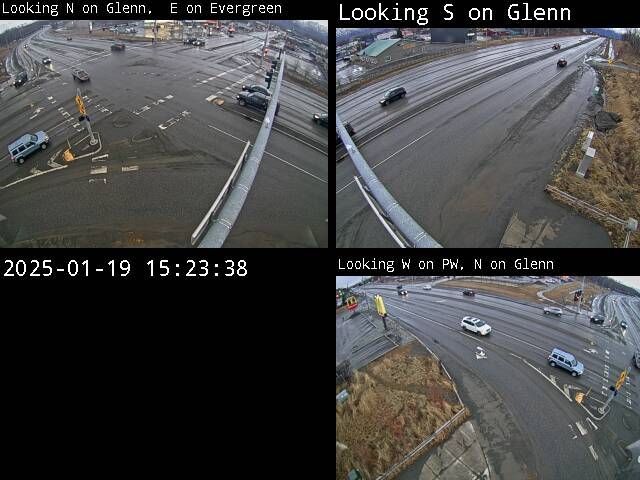 Looking N on Glenn,  E on Evergreen
Looking S on Glenn
2025-01-19 15:23:38
Looking W on PW, N on Glenn